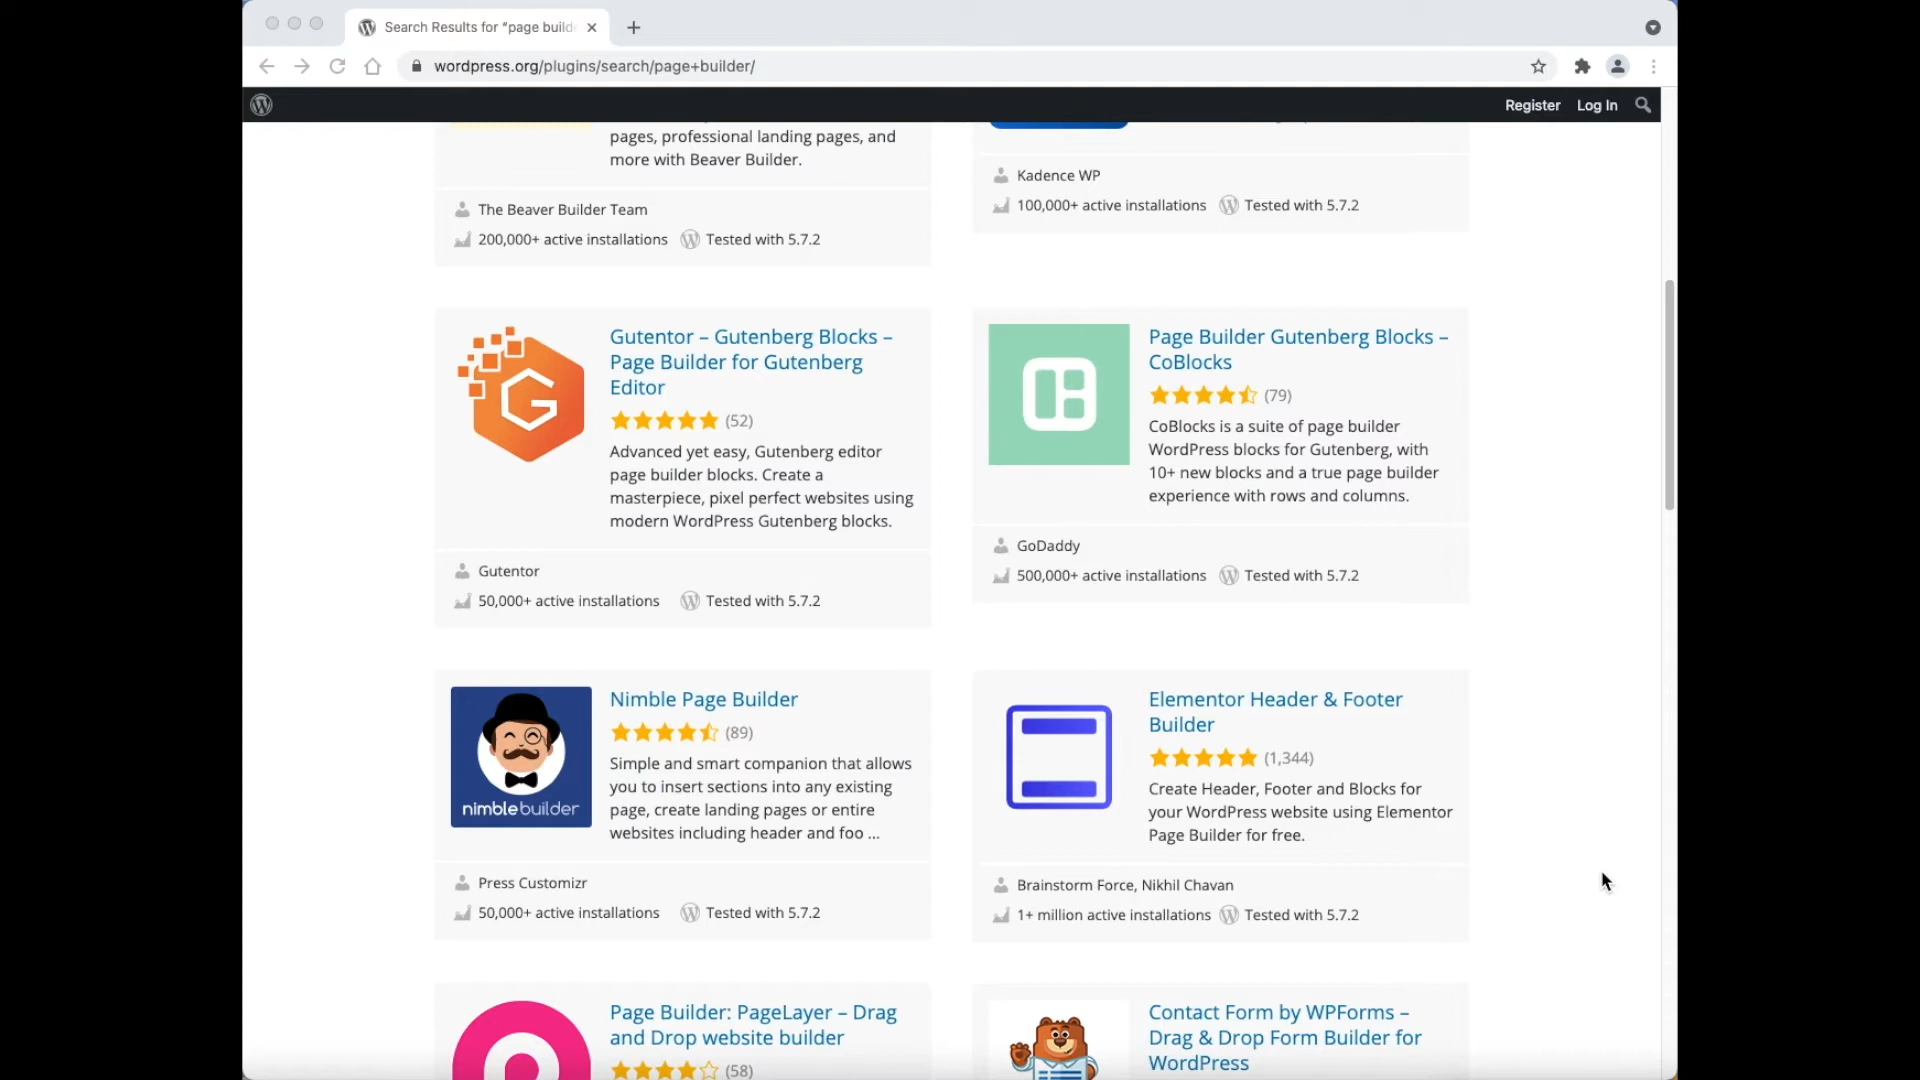 Search Results for “page builde
wordpress.org/plugins/search/page+builder/
Register Log In
pages, professional landing pages, and
more with Beaver Builder.
The Beaver Builder Team
200,000+ active installations Tested with 5.7.2
Kadence WP
100,000+ active installations Tested with 5.7.2
Gutentor – Gutenberg Blocks –
Page Builder for Gutenberg
Editor
(52)
Advanced yet easy, Gutenberg editor
page builder blocks. Create a
masterpiece, pixel perfect websites using
modern WordPress Gutenberg blocks.
Gutentor
50,000+ active installations Tested with 5.7.2
Page Builder Gutenberg Blocks –
CoBlocks
(79)
CoBlocks is a suite of page builder
WordPress blocks for Gutenberg, with
10+ new blocks and a true page builder
experience with rows and columns.
GoDaddy
500,000+ active installations Tested with 5.7.2
nimblebuilder
Nimble Page Builder
(89)
Simple and smart companion that allows
you to insert sections into any existing
page, create landing pages or entire
websites including header and foo ...
Press Customizr
50,000+ active installations Tested with 5.7.2
Elementor Header & Footer
Builder
(1,344)
Create Header, Footer and Blocks for
your WordPress website using Elementor
Page Builder for free.
Brainstorm Force, Nikhil Chavan
1+ million active installations Tested with 5.7.2
Page Builder: PageLayer – Drag
and Drop website builder
(58)
Contact Form by WPForms –
Drag & Drop Form Builder for
WordPress